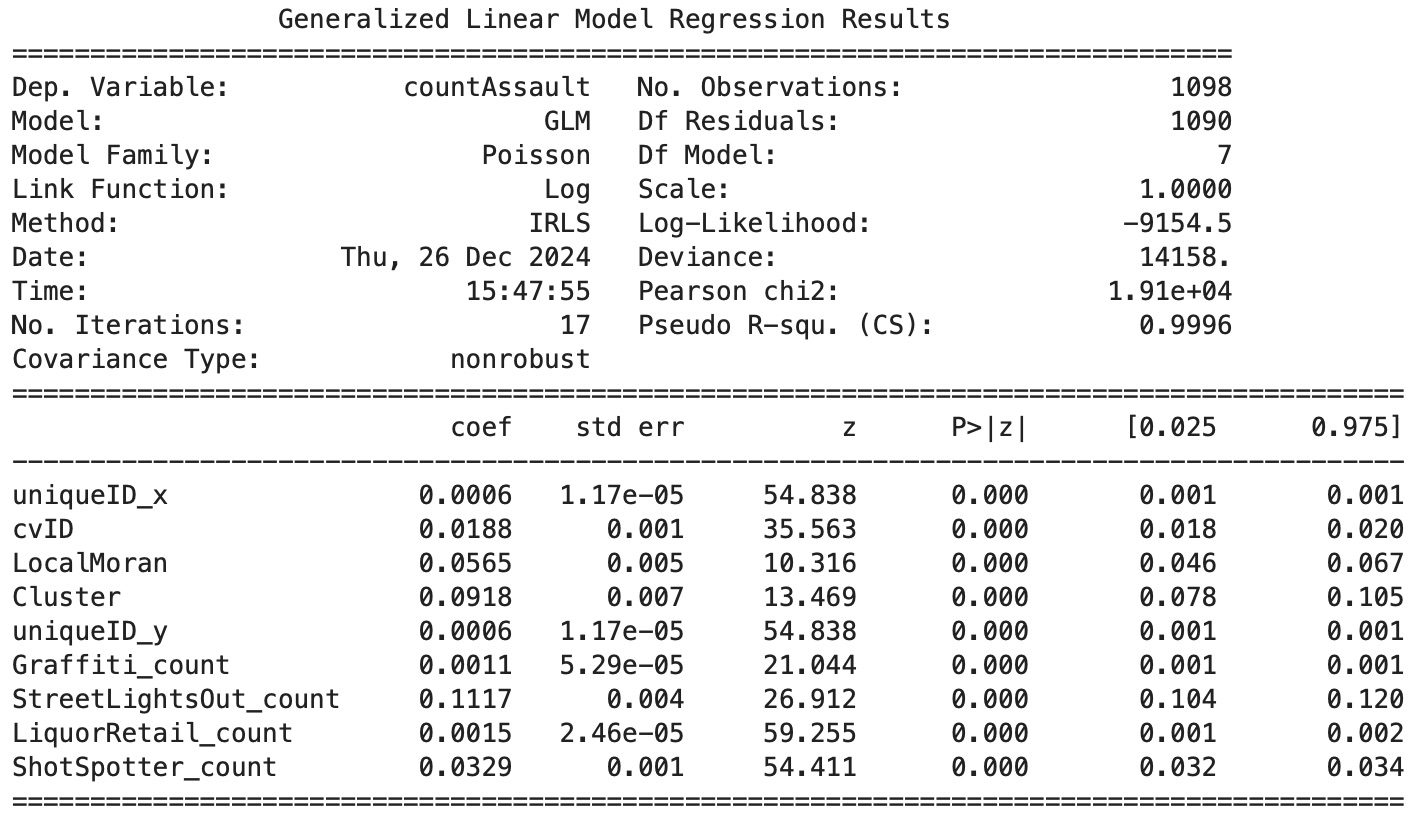 Generalized Linear Model Regression Results
==============================================================================
Dep. Variable: countAssault No. Observations: 1098
Model: GLM Df Residuals: 1090
Model Family: Poisson Df Model: 7
Link Function: Log Scale: 1.0000
Method: IRLS Log-Likelihood: -9154.5
Date: Thu, 26 Dec 2024 Deviance: 14158.
Time: 15:47:55 Pearson chi2: 1.91e+04
No. Iterations: 17 Pseudo R-squ. (CS): 0.9996
Covariance Type: nonrobust
=========================================================================================
coef std err z P>|z| [0.025 0.975]
-----------------------------------------------------------------------------------------
uniqueID_x 0.0006 1.17e-05 54.838 0.000 0.001 0.001
cvID 0.0188 0.001 35.563 0.000 0.018 0.020
LocalMoran 0.0565 0.005 10.316 0.000 0.046 0.067
Cluster 0.0918 0.007 13.469 0.000 0.078 0.105
uniqueID_y 0.0006 1.17e-05 54.838 0.000 0.001 0.001
Graffiti_count 0.0011 5.29e-05 21.044 0.000 0.001 0.001
StreetLightsOut_count 0.1117 0.004 26.912 0.000 0.104 0.120
LiquorRetail_count 0.0015 2.46e-05 59.255 0.000 0.001 0.002
ShotSpotter_count 0.0329 0.001 54.411 0.000 0.032 0.034
=========================================================================================